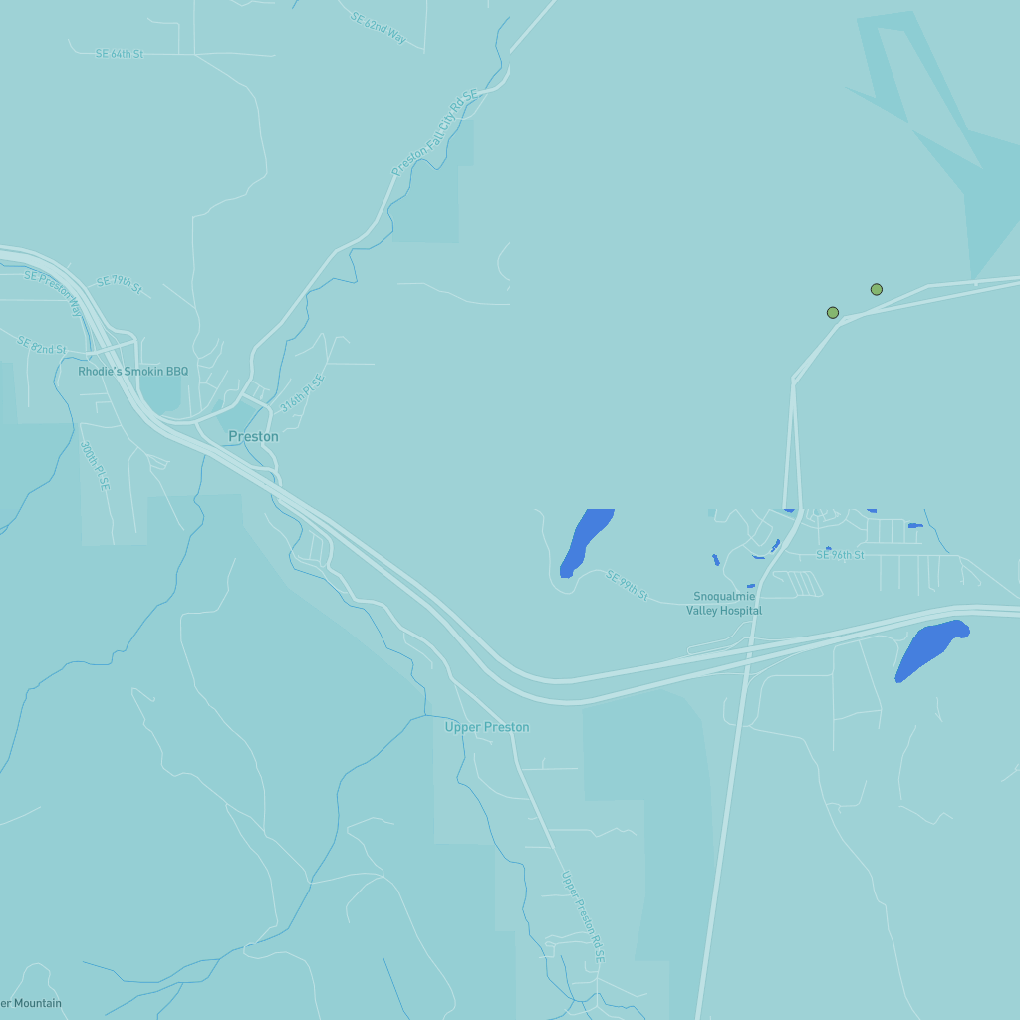 SE 62nd Way
SE 64th St
Preston Fall City Rd SE
SE Preston Way
SE 79th St
SE 82nd St
Rhodie's Smokin BBQ
316th Pl SE
Preston
300th Pl SE
SE 96th St
SE 99th St
Snoqualmie
Valley Hospital
Upper Preston
Upper Preston Rd SE
er Mountain